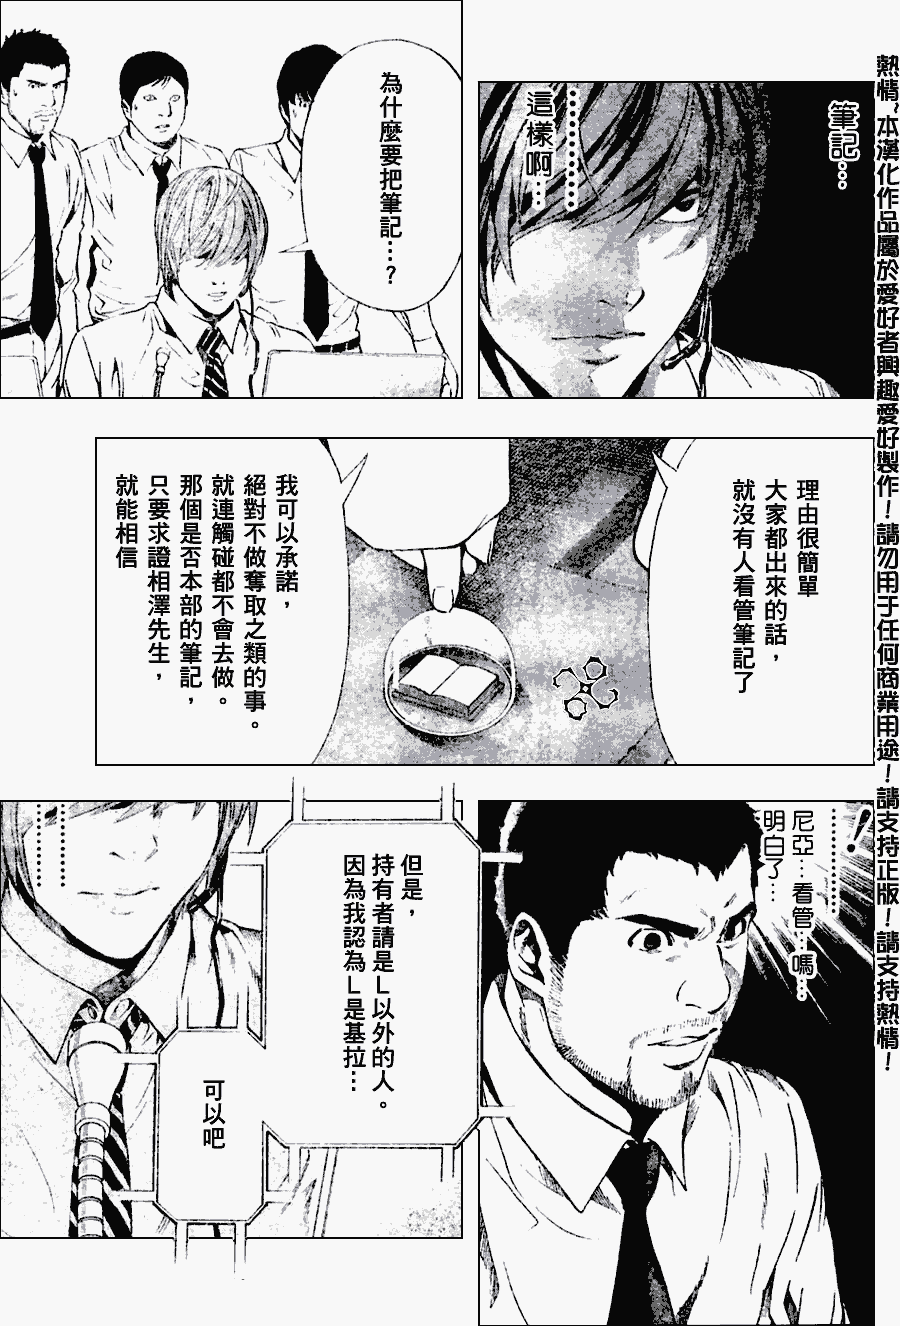 筆記…
………
這樣啊…
為什麼要把筆記…？
理由很簡單
大家都出來的話，
就沒有人看管筆記了
我可以承諾，
絕對不做奪取之類的事。
就連觸碰都不會去做。
那個是否本部的筆記，
只要求證相澤先生，
就能相信
！
………
尼亞…看管…嗎…
明白了…
但是，
持有者請是L以外的人。
因為我認為L是基拉…
可以吧
………
………
熱情，本漢化作品屬於愛好者興趣愛好製作！請勿用于任何商業用途！請支持正版！請支持熱情！